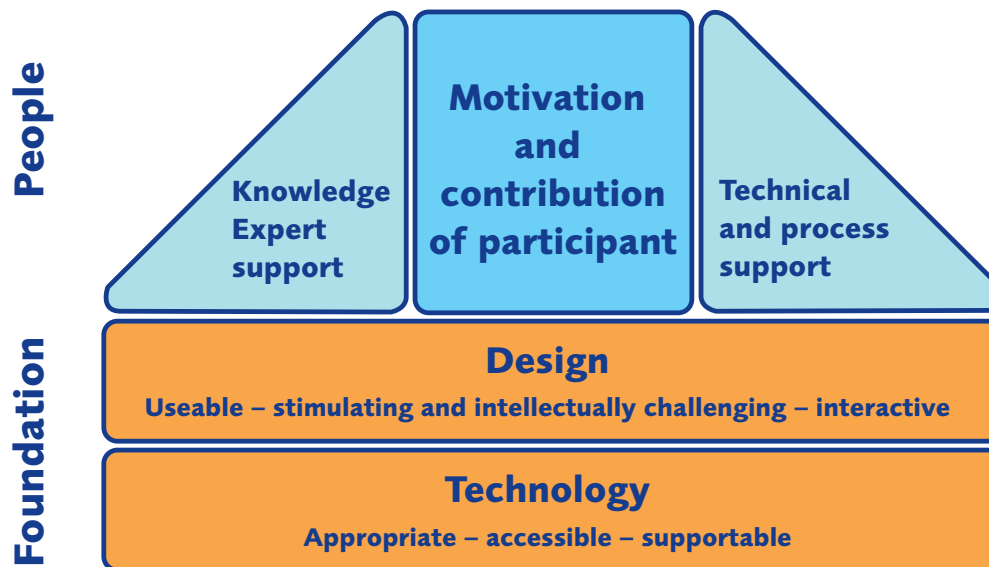 People
Knowledge
Expert
support
Motivation
and
contribution
of participant
Technical
and process
support
Foundation
Design
Useable – stimulating and intellectually challenging – interactive
Technology
Appropriate – accessible – supportable